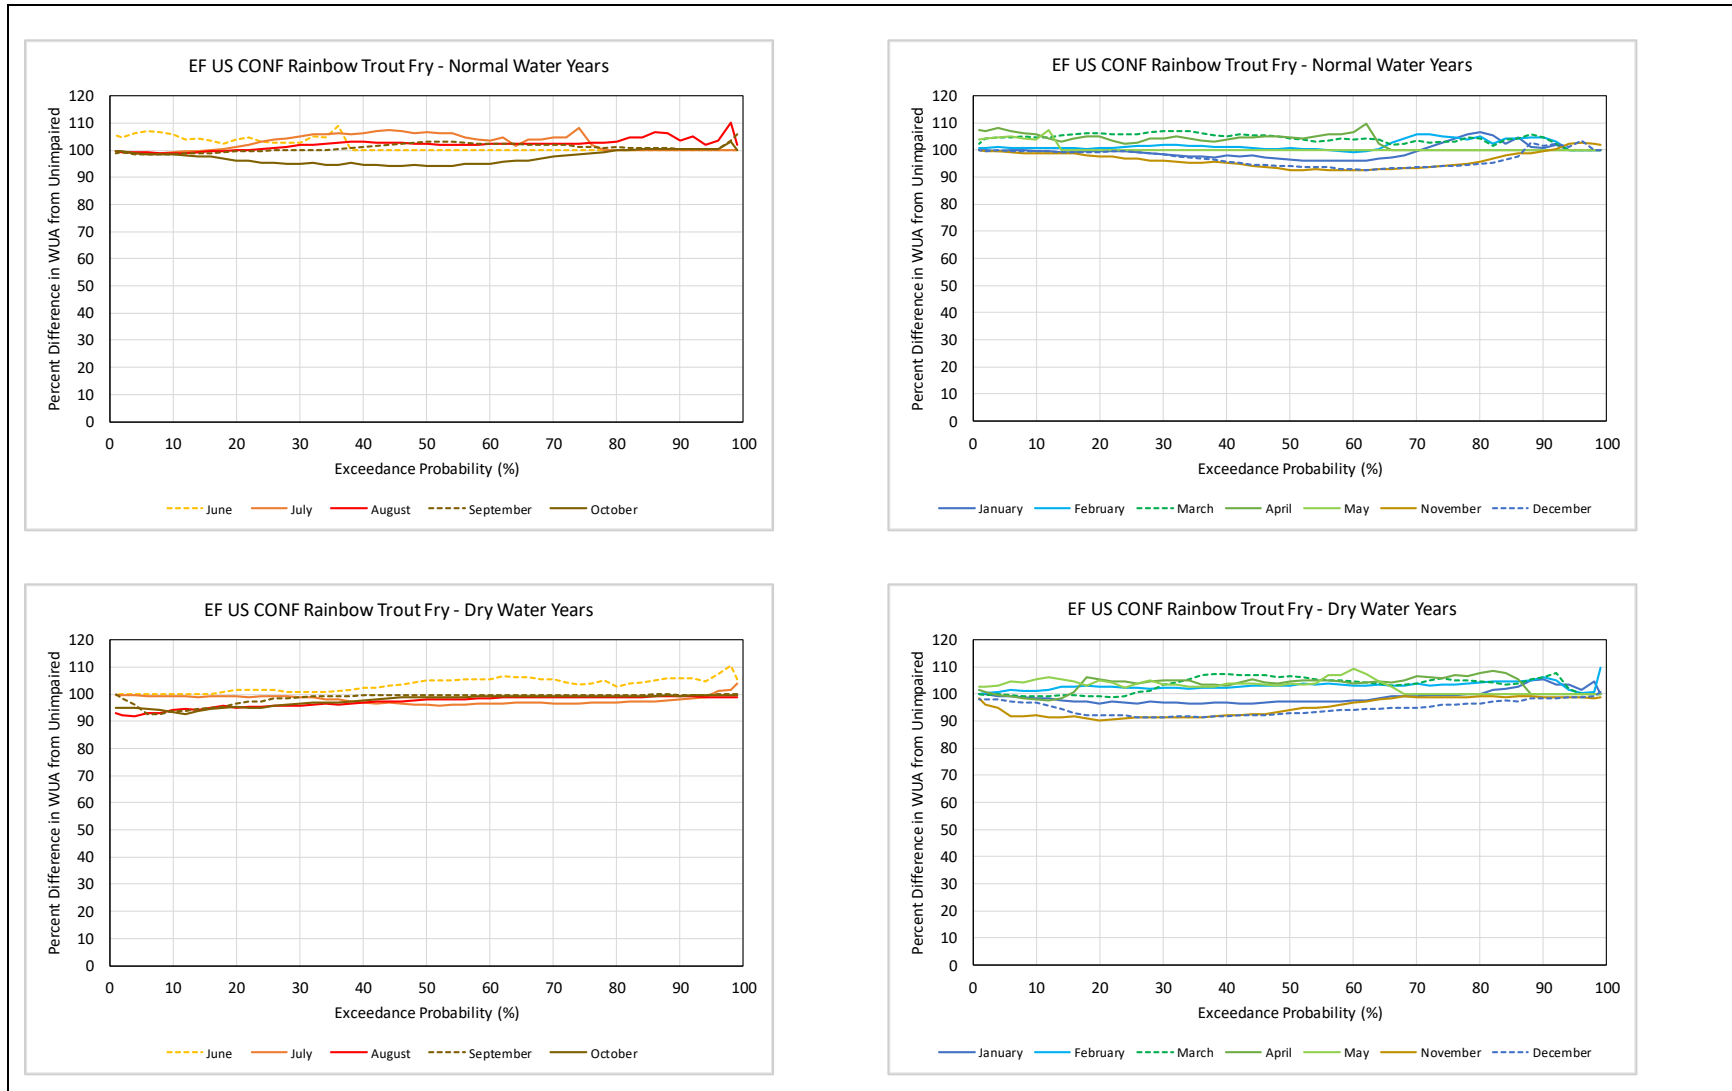 EF US CONF Rainbow Trout Fry - Normal Water Years
Percent Difference in WUA from Unimpaired
120
110
100
90
80
70
60
50
40
30
20
10
0
0 10 20 30 40 50 60 70 80 90 100
Exceedance Probability (%)
June July August September October
EF US CONF Rainbow Trout Fry - Normal Water Years
Percent Difference in WUA from Unimpaired
120
110
100
90
80
70
60
50
40
30
20
10
0
0 10 20 30 40 50 60 70 80 90 100
Exceedance Probability (%)
January February March April May November December
EF US CONF Rainbow Trout Fry - Dry Water Years
Percent Difference in WUA from Unimpaired
120
110
100
90
80
70
60
50
40
30
20
10
0
0 10 20 30 40 50 60 70 80 90 100
Exceedance Probability (%)
June July August September October
EF US CONF Rainbow Trout Fry - Dry Water Years
Percent Difference in WUA from Unimpaired
120
110
100
90
80
70
60
50
40
30
20
10
0
0 10 20 30 40 50 60 70 80 90 100
Exceedance Probability (%)
January February March April May November December